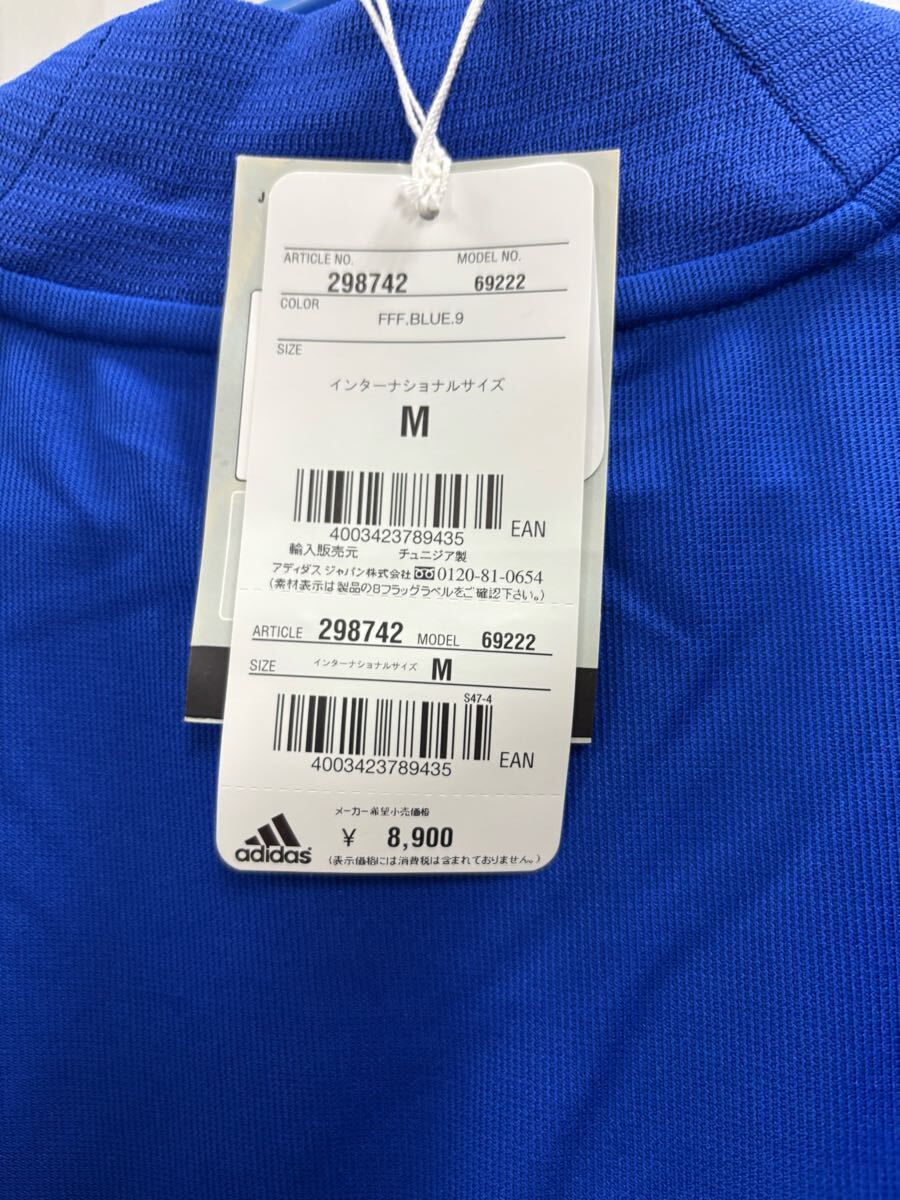 J
ARTICLE NO. MODEL NO.
298742 69222
COLOR
FFF.BLUE.9
SIZE
インターナショナルサイズ
M
4003423789435 EAN
輸入販売元 チュニジア製
アディダス ジャパン株式会社 0120-81-0654
(素材表示は製品のBフラッグラベルをご確認下さい。)
ARTICLE 298742 MODEL 69222
SIZE インターナショナルサイズ M
S47-4
4003423789435 EAN
メーカー希望小売価格
¥ 8,900
adidas
(表示価格には消費税は含まれておりません。)